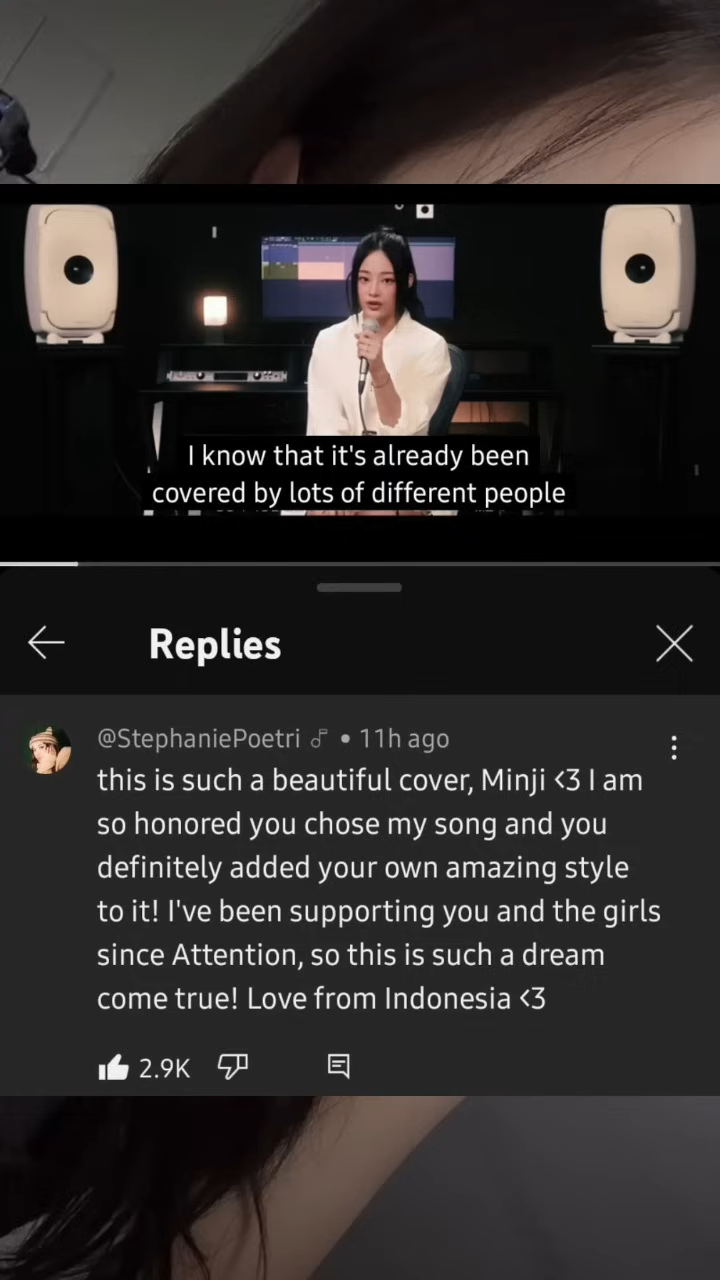 I know that it's already been
covered by lots of different people
Replies
@StephaniePoetri • 11h ago
this is such a beautiful cover, Minji <3 I am
so honored you chose my song and you
definitely added your own amazing style
to it! I've been supporting you and the girls
since Attention, so this is such a dream
come true! Love from Indonesia <3
2.9K